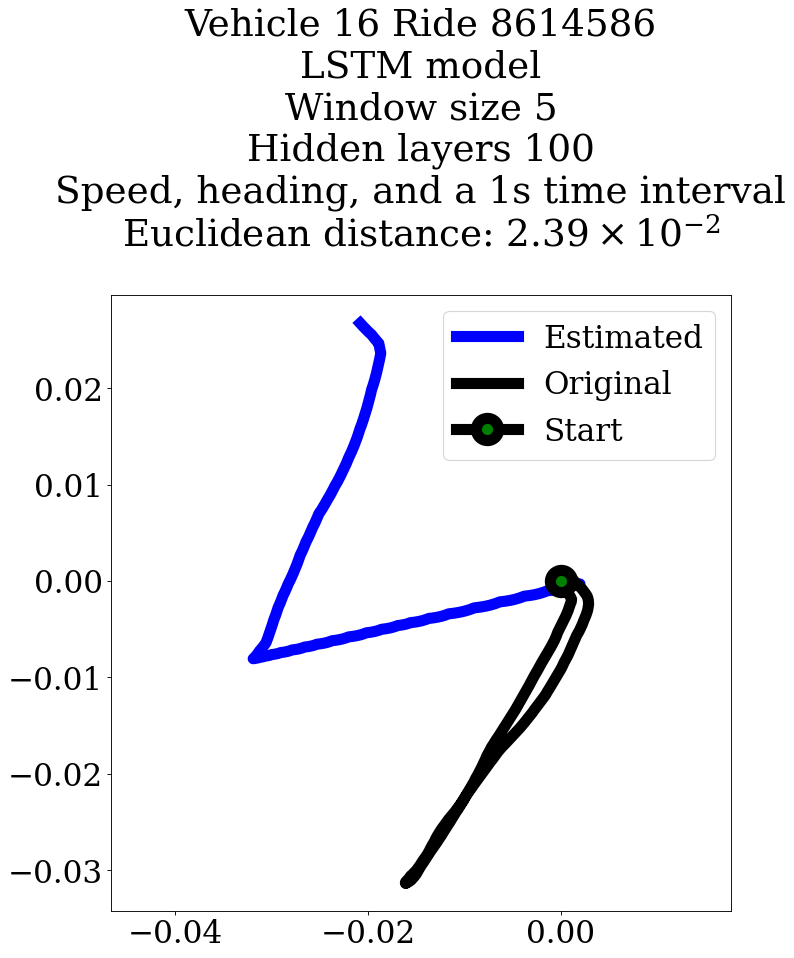 Vehicle 16 Ride 8614586
LSTM model
Window size 5
Hidden layers 100
Speed, heading, and a 1s time interval
Euclidean distance: 2.39 × 10⁻²
Estimated
Original
Start
0.02
0.01
0.00
−0.01
−0.02
−0.03
−0.04 −0.02 0.00